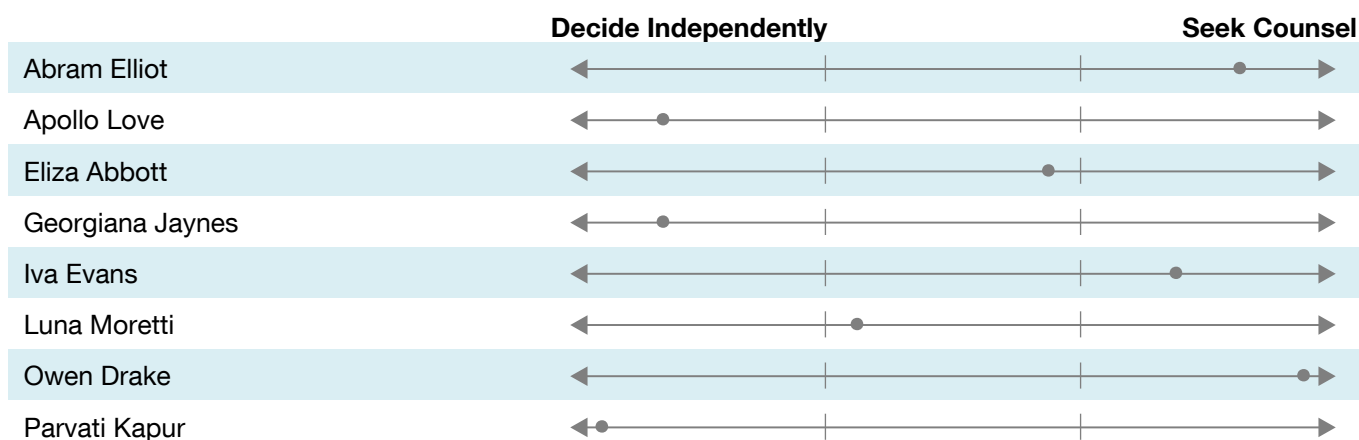 Decide Independently Seek Counsel
Abram Elliot
Apollo Love
Eliza Abbott
Georgiana Jaynes
Iva Evans
Luna Moretti
Owen Drake
Parvati Kapur